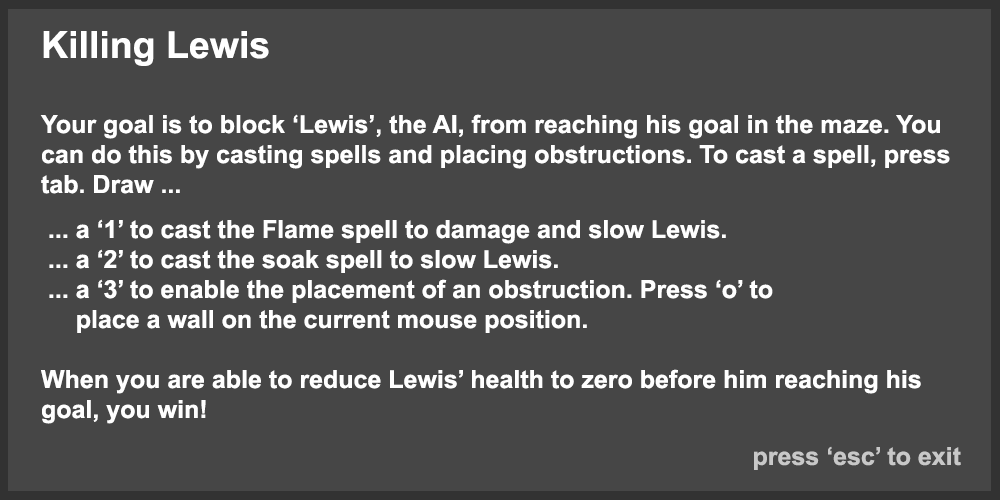 Killing Lewis
Your goal is to block ‘Lewis’, the AI, from reaching his goal in the maze. You
can do this by casting spells and placing obstructions. To cast a spell, press
tab. Draw ...
... a ‘1’ to cast the Flame spell to damage and slow Lewis.
... a ‘2’ to cast the soak spell to slow Lewis.
... a ‘3’ to enable the placement of an obstruction. Press ‘o’ to
place a wall on the current mouse position.
When you are able to reduce Lewis’ health to zero before him reaching his
goal, you win!
press ‘esc’ to exit